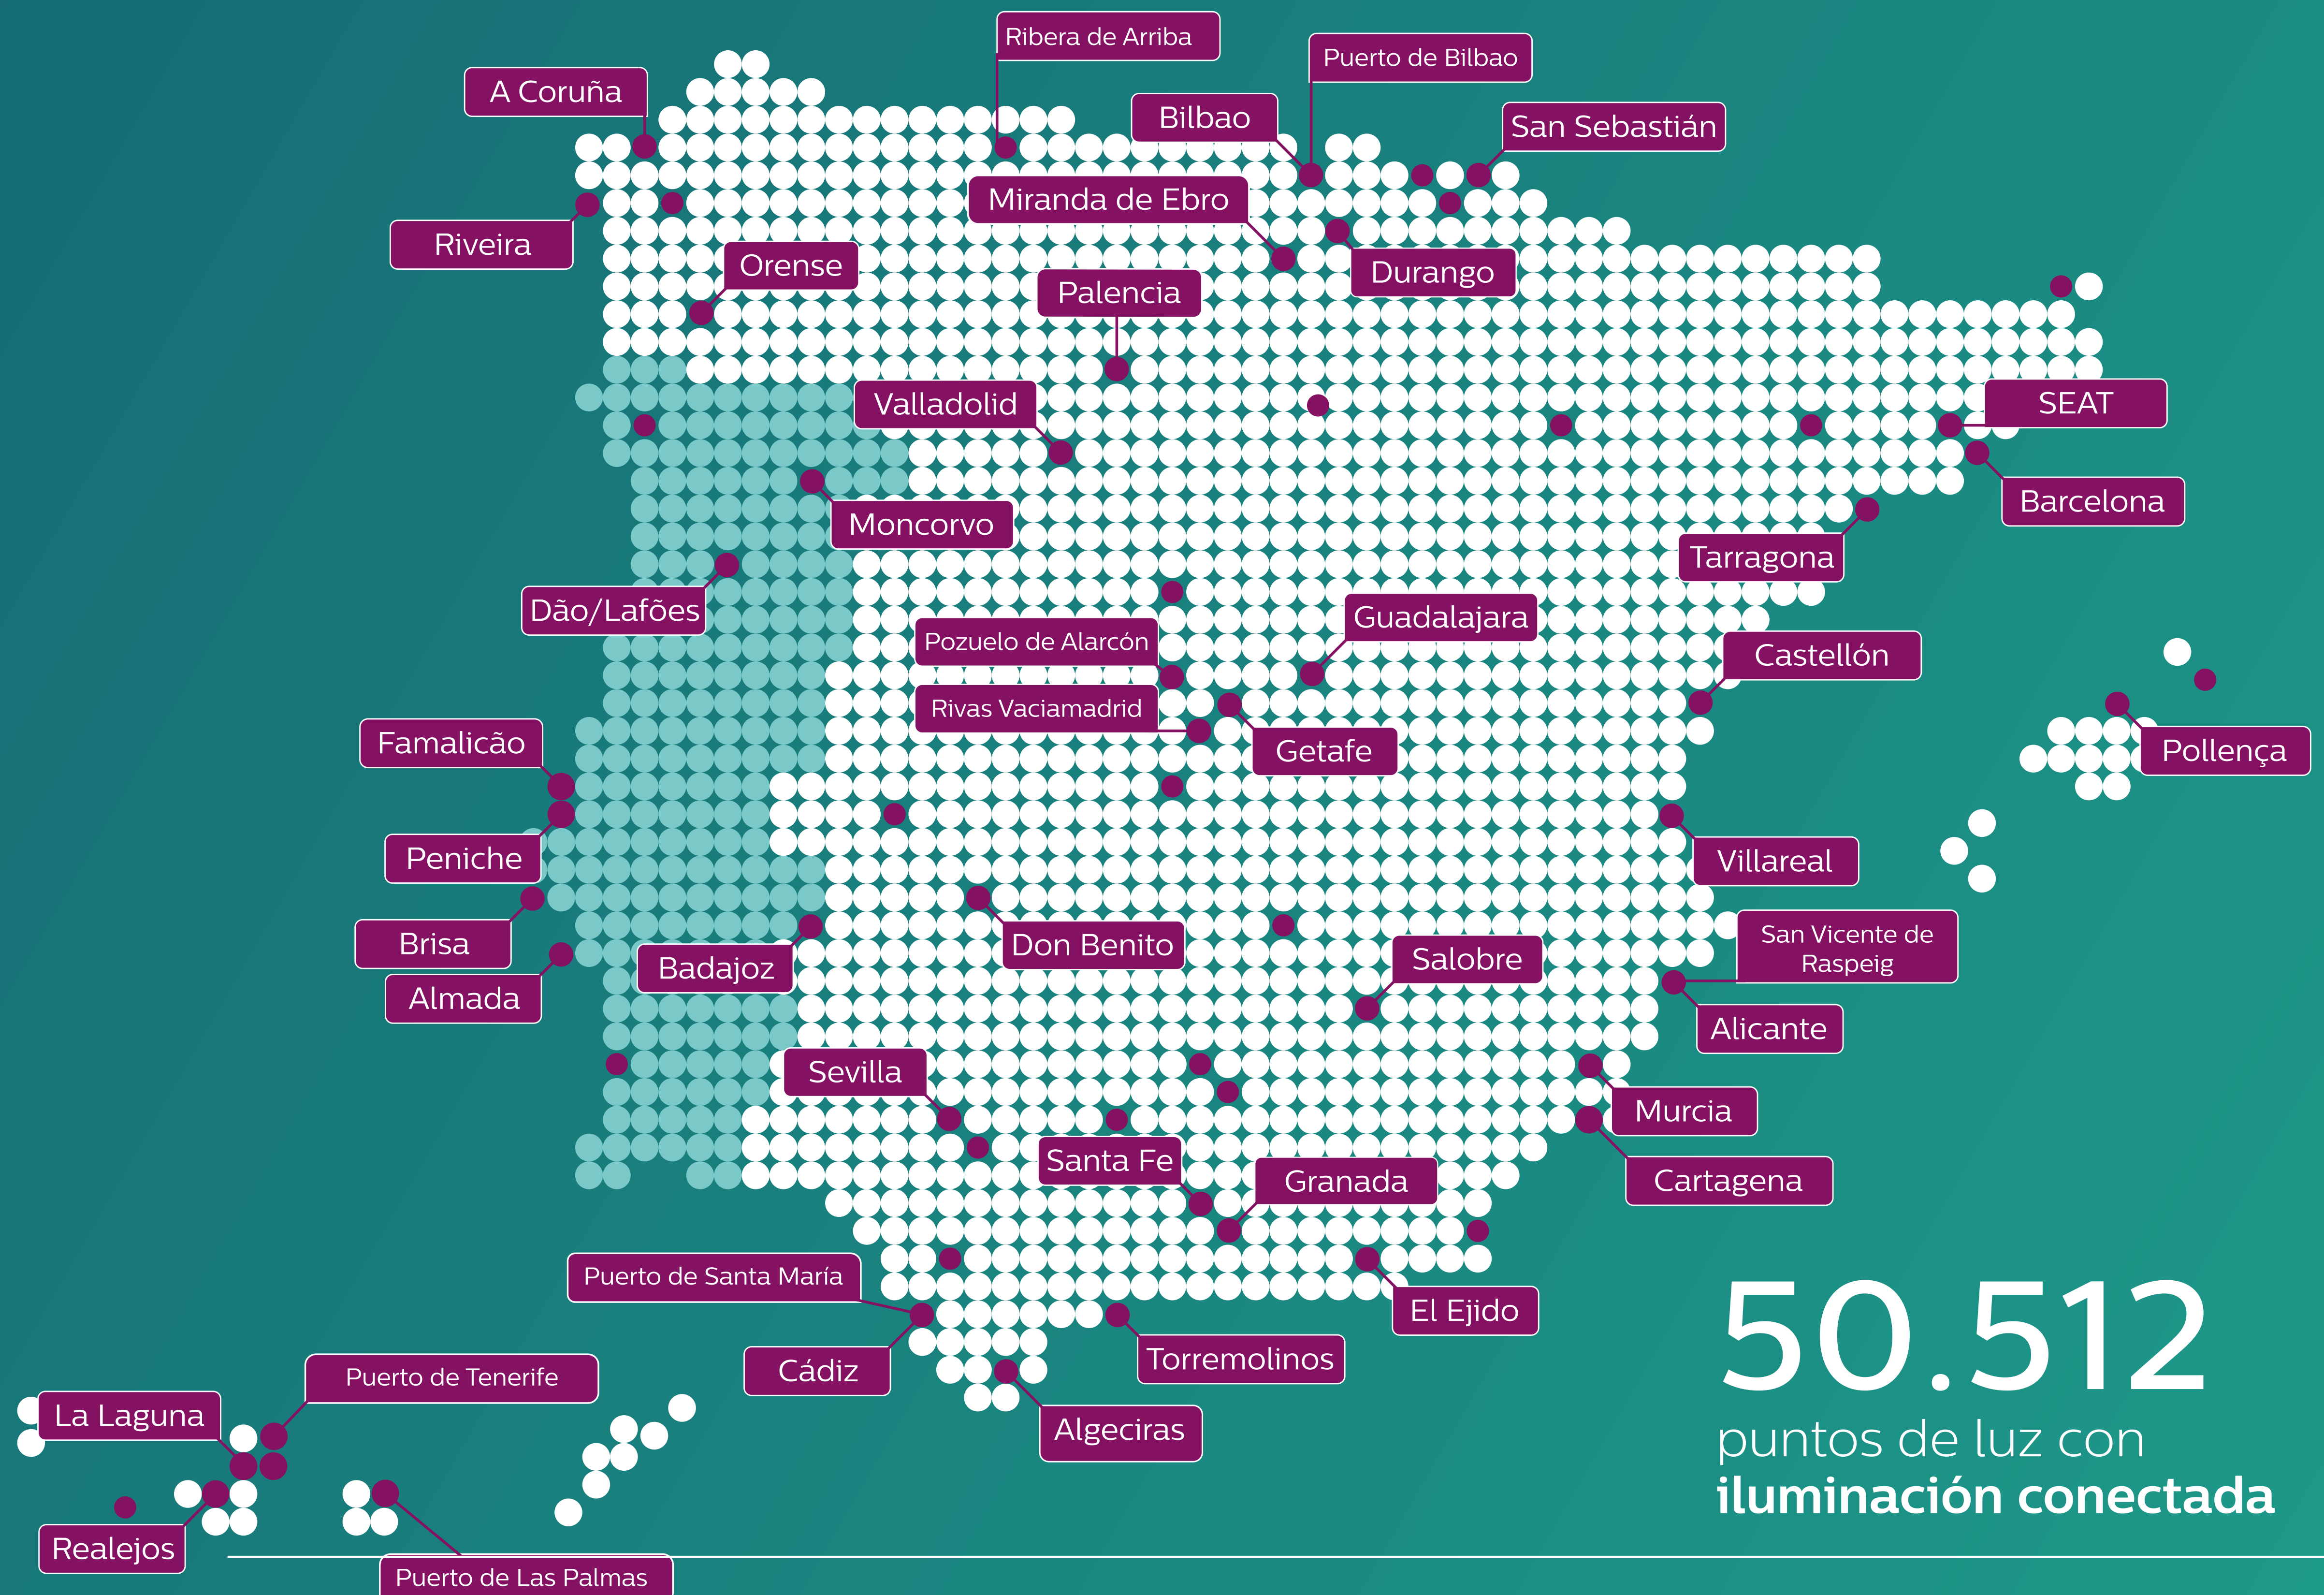 Ribera de Arriba
Puerto de Bilbao
A Coruña
Bilbao
San Sebastián
Miranda de Ebro
Riveira
Orense
Durango
Palencia
Valladolid
SEAT
Barcelona
Moncorvo
Tarragona
Dão/Lafões
Guadalajara
Pozuelo de Alarcón
Castellón
Rivas Vaciamadrid
Famalicão
Getafe
Pollença
Peniche
Villareal
Brisa
Don Benito
San Vicente de
Raspeig
Badajoz
Salobre
Almada
Alicante
Sevilla
Murcia
Santa Fe
Granada
Cartagena
Puerto de Santa María
El Ejido
Cádiz
Torremolinos
Puerto de Tenerife
La Laguna
Algeciras
Realejos
Puerto de Las Palmas
50.512
puntos de luz con
iluminación conectada